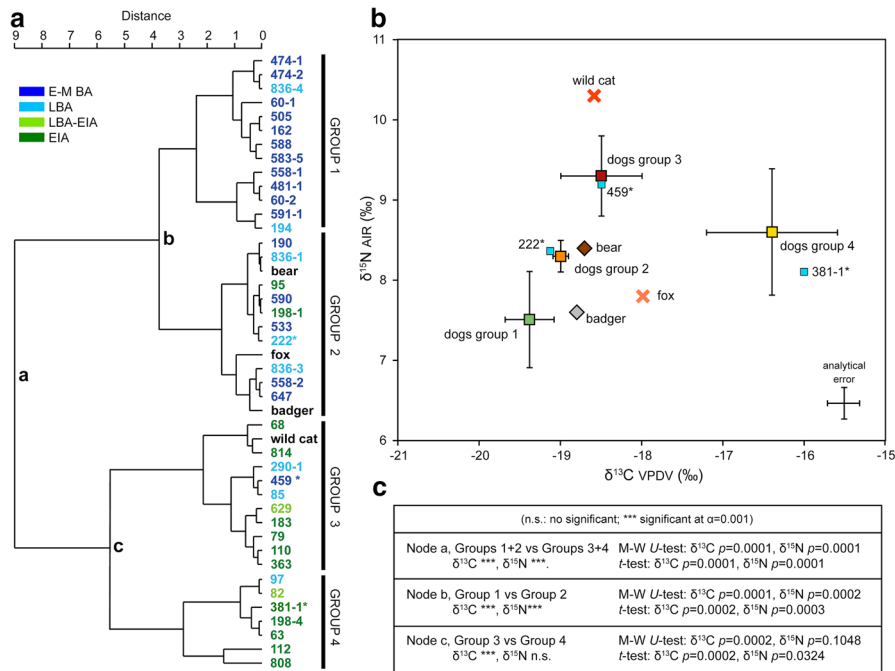 a
Distance
9 8 7 6 5 4 3 2 1 0
E-M BA
LBA
LBA-EIA
EIA
474-1
474-2
836-4
60-1
505
162
588
583-5
558-1
481-1
60-2
591-1
194
GROUP 1
190
836-1
bear
95
590
198-1
533
222*
fox
836-3
558-2
647
badger
GROUP 2
68
wild cat
814
290-1
459 *
85
629
183
79
110
363
GROUP 3
97
82
381-1*
198-4
63
112
808
GROUP 4
a
b
c
b
11
10
9
8
7
6
δ¹⁵N AIR (‰)
wild cat
dogs group 3
459*
222*
bear
dogs group 2
dogs group 4
381-1*
fox
badger
dogs group 1
analytical
error
-21 -20 -19 -18 -17 -16 -15
δ¹³C VPDV (‰)
c
(n.s.: no significant; *** significant at α=0.001)
Node a, Groups 1+2 vs Groups 3+4 M-W U-test: δ¹³C p=0.0001, δ¹⁵N p=0.0001
δ¹³C ***, δ¹⁵N ***. t-test: δ¹³C p=0.0001, δ¹⁵N p=0.0001
Node b, Group 1 vs Group 2 M-W U-test: δ¹³C p=0.0001, δ¹⁵N p=0.0002
δ¹³C ***, δ¹⁵N*** t-test: δ¹³C p=0.0002, δ¹⁵N p=0.0003
Node c, Group 3 vs Group 4 M-W U-test: δ¹³C p=0.0002, δ¹⁵N p=0.1048
δ¹³C ***, δ¹⁵N n.s. t-test: δ¹³C p=0.0002, δ¹⁵N p=0.0324